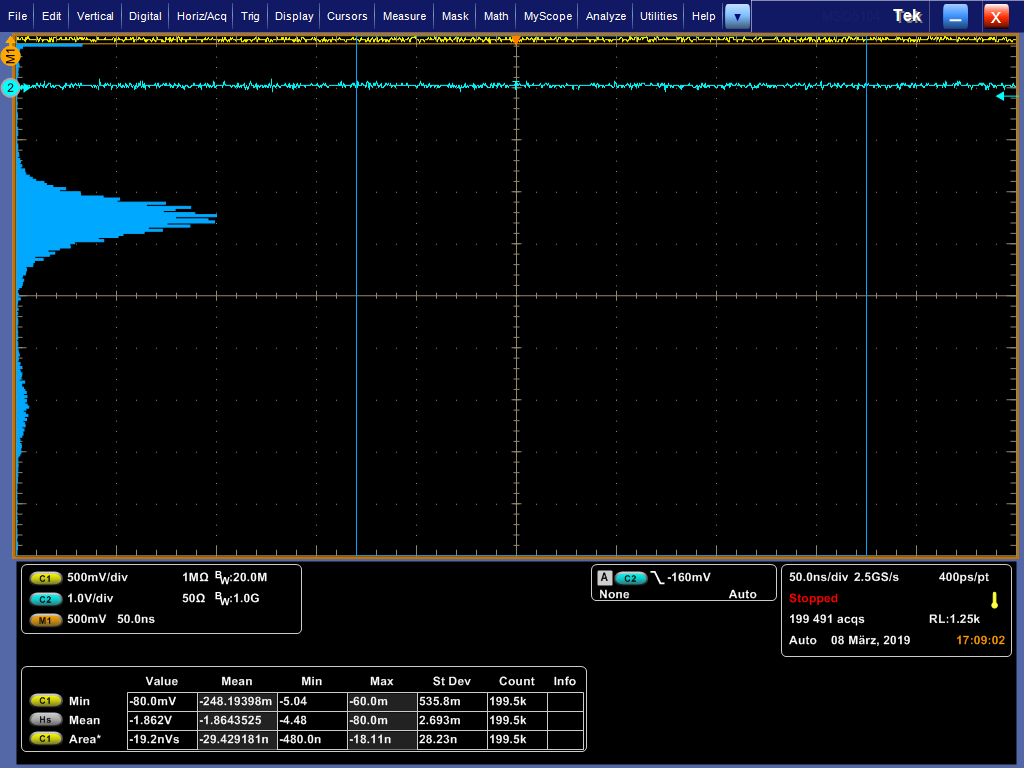 File Edit Vertical Digital Horiz/Acq Trig Display Cursors Measure Mask Math MyScope Analyze Utilities Help Tek X
M1
2
C1 500mV/div 1MΩ BW:20.0M
C2 1.0V/div 50Ω BW:1.0G
M1 500mV 50.0ns
A C2 -160mV
None Auto
50.0ns/div 2.5GS/s 400ps/pt
Stopped
199 491 acqs RL:1.25k
Auto 08 März, 2019 17:09:02
Value Mean Min Max St Dev Count Info
C1 Min -80.0mV -248.19398m -5.04 -60.0m 535.8m 199.5k
Hs Mean -1.862V -1.8643525 -4.48 -80.0m 2.693m 199.5k
C1 Area* -19.2nVs -29.429181n -480.0n -18.11n 28.23n 199.5k